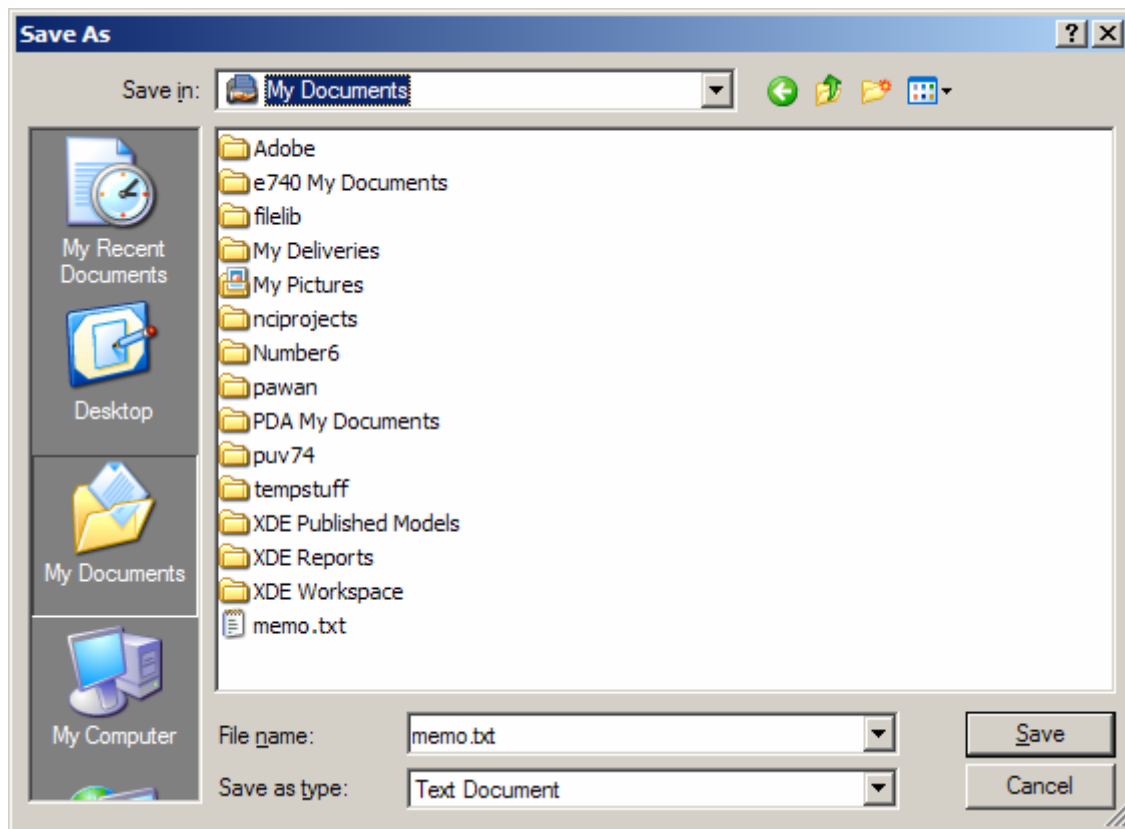 Save As
?
Save in:
My Documents
My Recent
Documents
Desktop
My Documents
My Computer
Adobe
e740 My Documents
filelib
My Deliveries
My Pictures
nciprojects
Number6
pawan
PDA My Documents
puv74
tempstuff
XDE Published Models
XDE Reports
XDE Workspace
memo.txt
File name:
memo.txt
Save
Save as type:
Text Document
Cancel